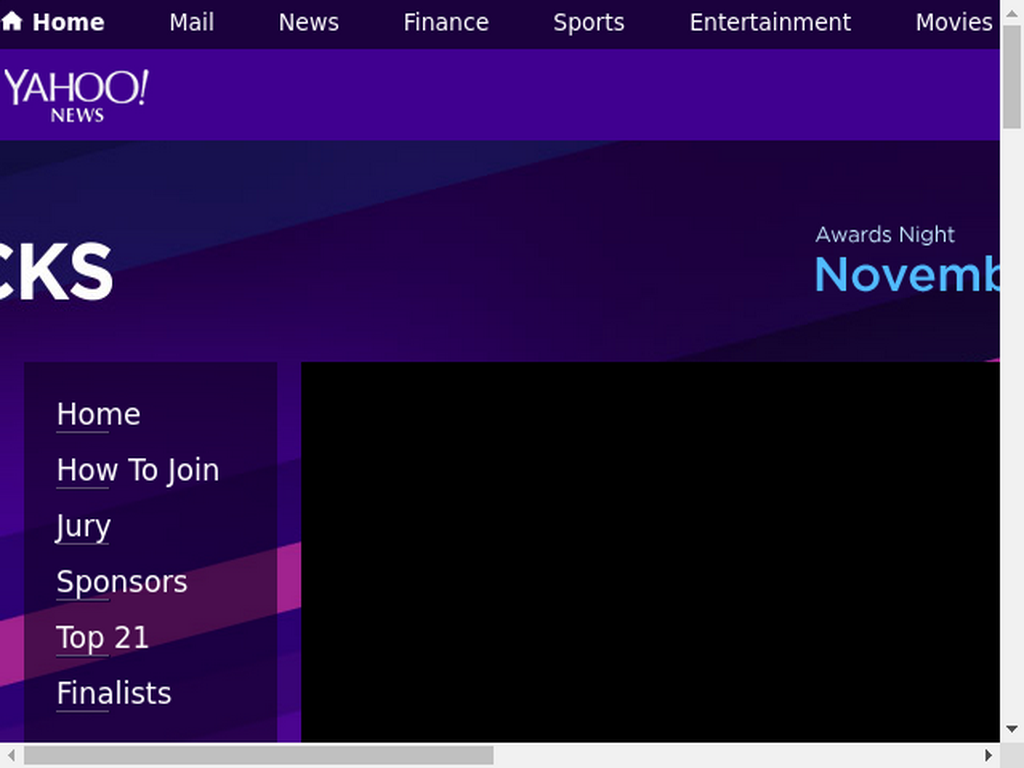 Home Mail News Finance Sports Entertainment Movies
YAHOO!
NEWS
Awards Night
CKS
Novemb
Home
How To Join
Jury
Sponsors
Top 21
Finalists